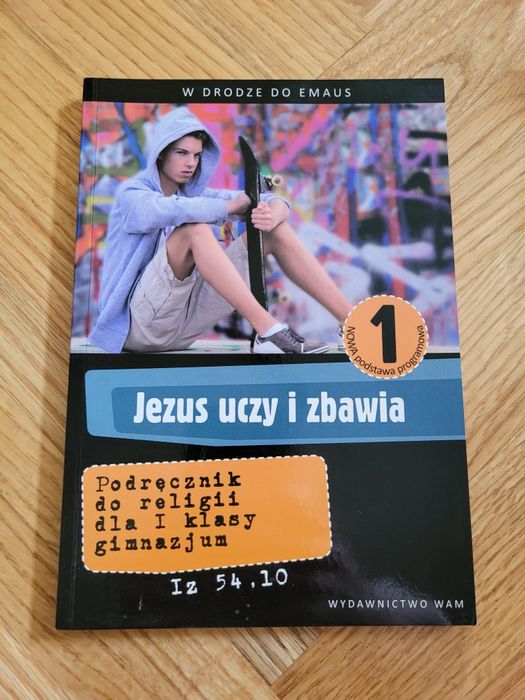 W DRODZE DO EMAUS
1
NOWA podstawa programowa
Jezus uczy i zbawia
Podręcznik
do religii
dla I klasy
gimnazjum
Iz 54,10
WYDAWNICTWO WAM